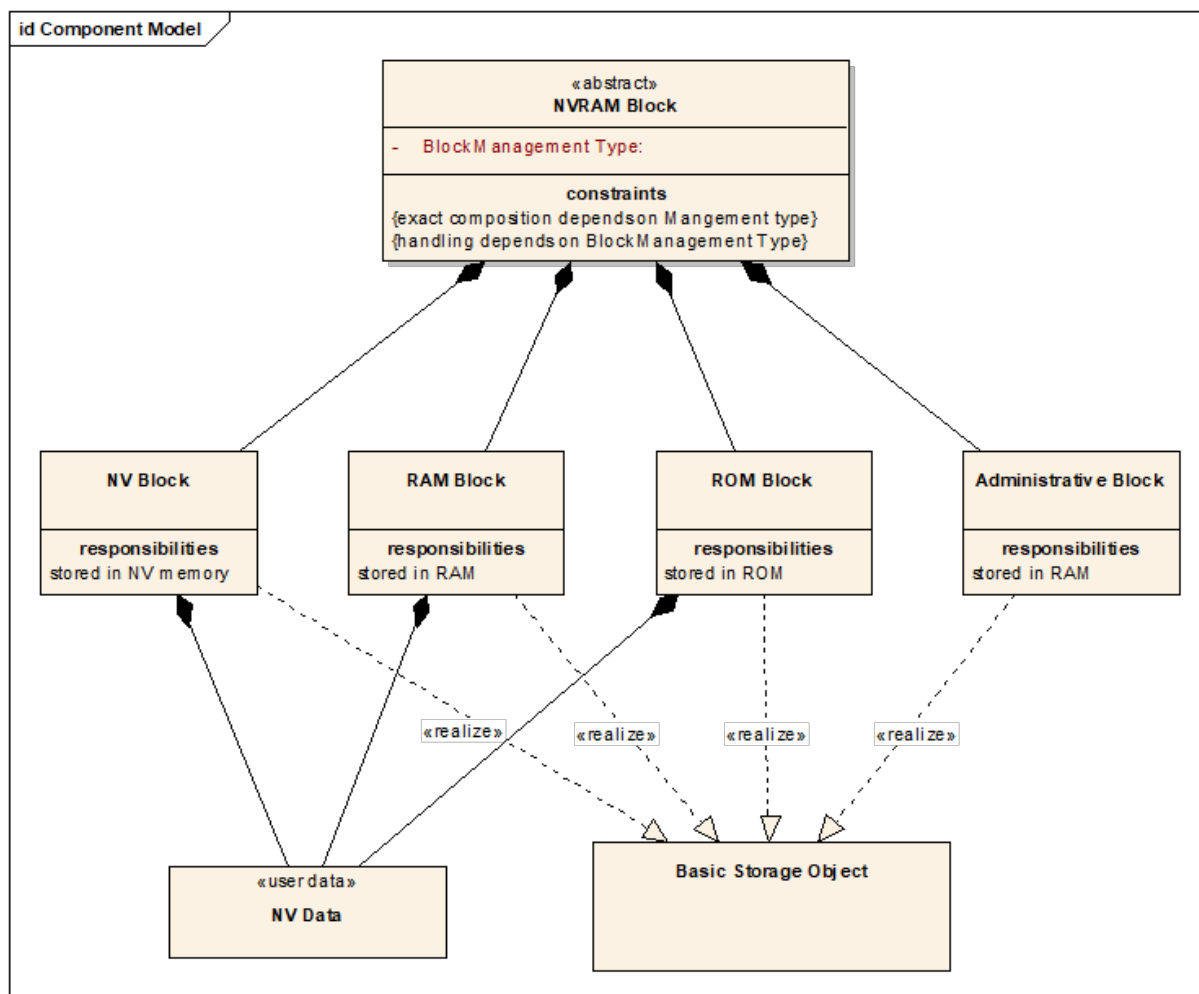 id Component Model
«abstract»
NVRAM Block
- BlockManagement Type:
constraints
{exact composition dependson Mangement type}
{handling dependson BlockManagement Type}
NV Block
responsibilities
stored in NV memory
RAM Block
responsibilities
stored in RAM
ROM Block
responsibilities
stored in ROM
Administrative Block
responsibilities
stored in RAM
«realize»
«realize»
«realize»
«realize»
«user data»
NV Data
Basic Storage Object